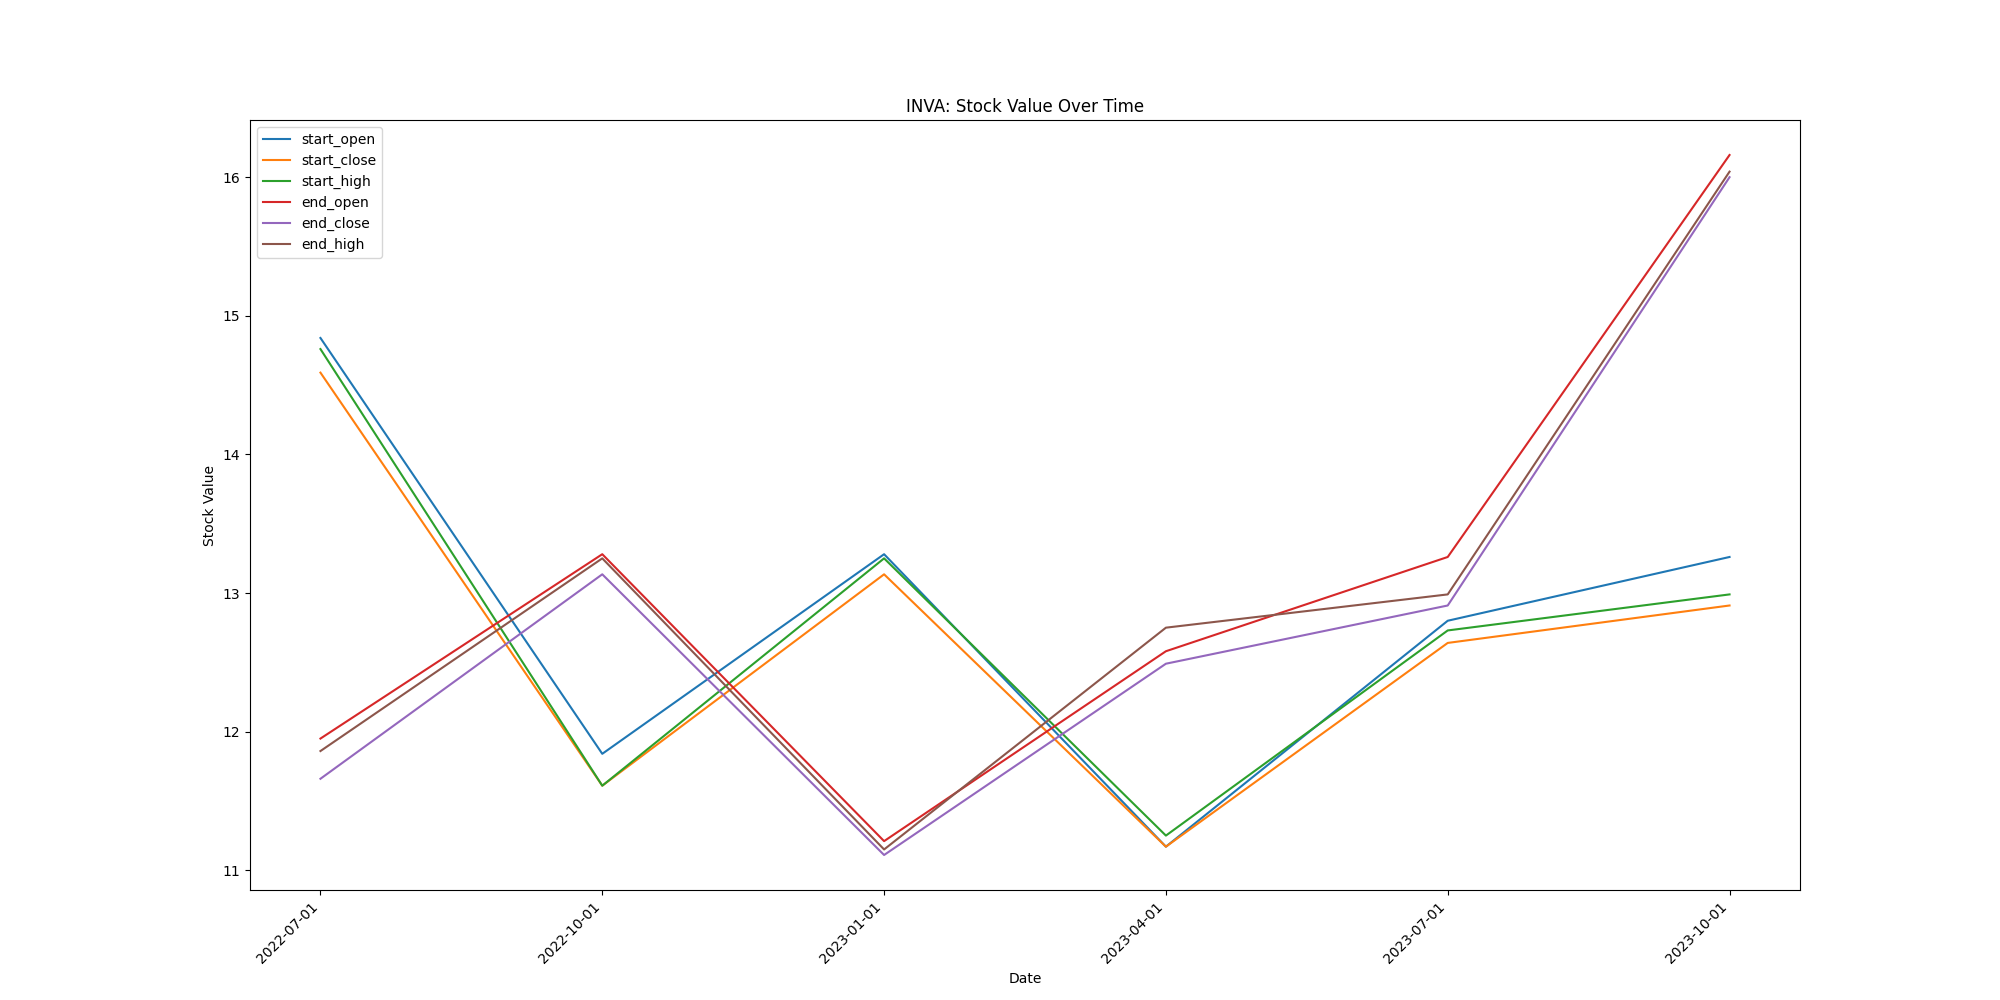 INVA: Stock Value Over Time
start_open
start_close
start_high
end_open
end_close
end_high
16
15
14
13
12
11
Stock Value
2022-07-01
2022-10-01
2023-01-01
2023-04-01
2023-07-01
2023-10-01
Date